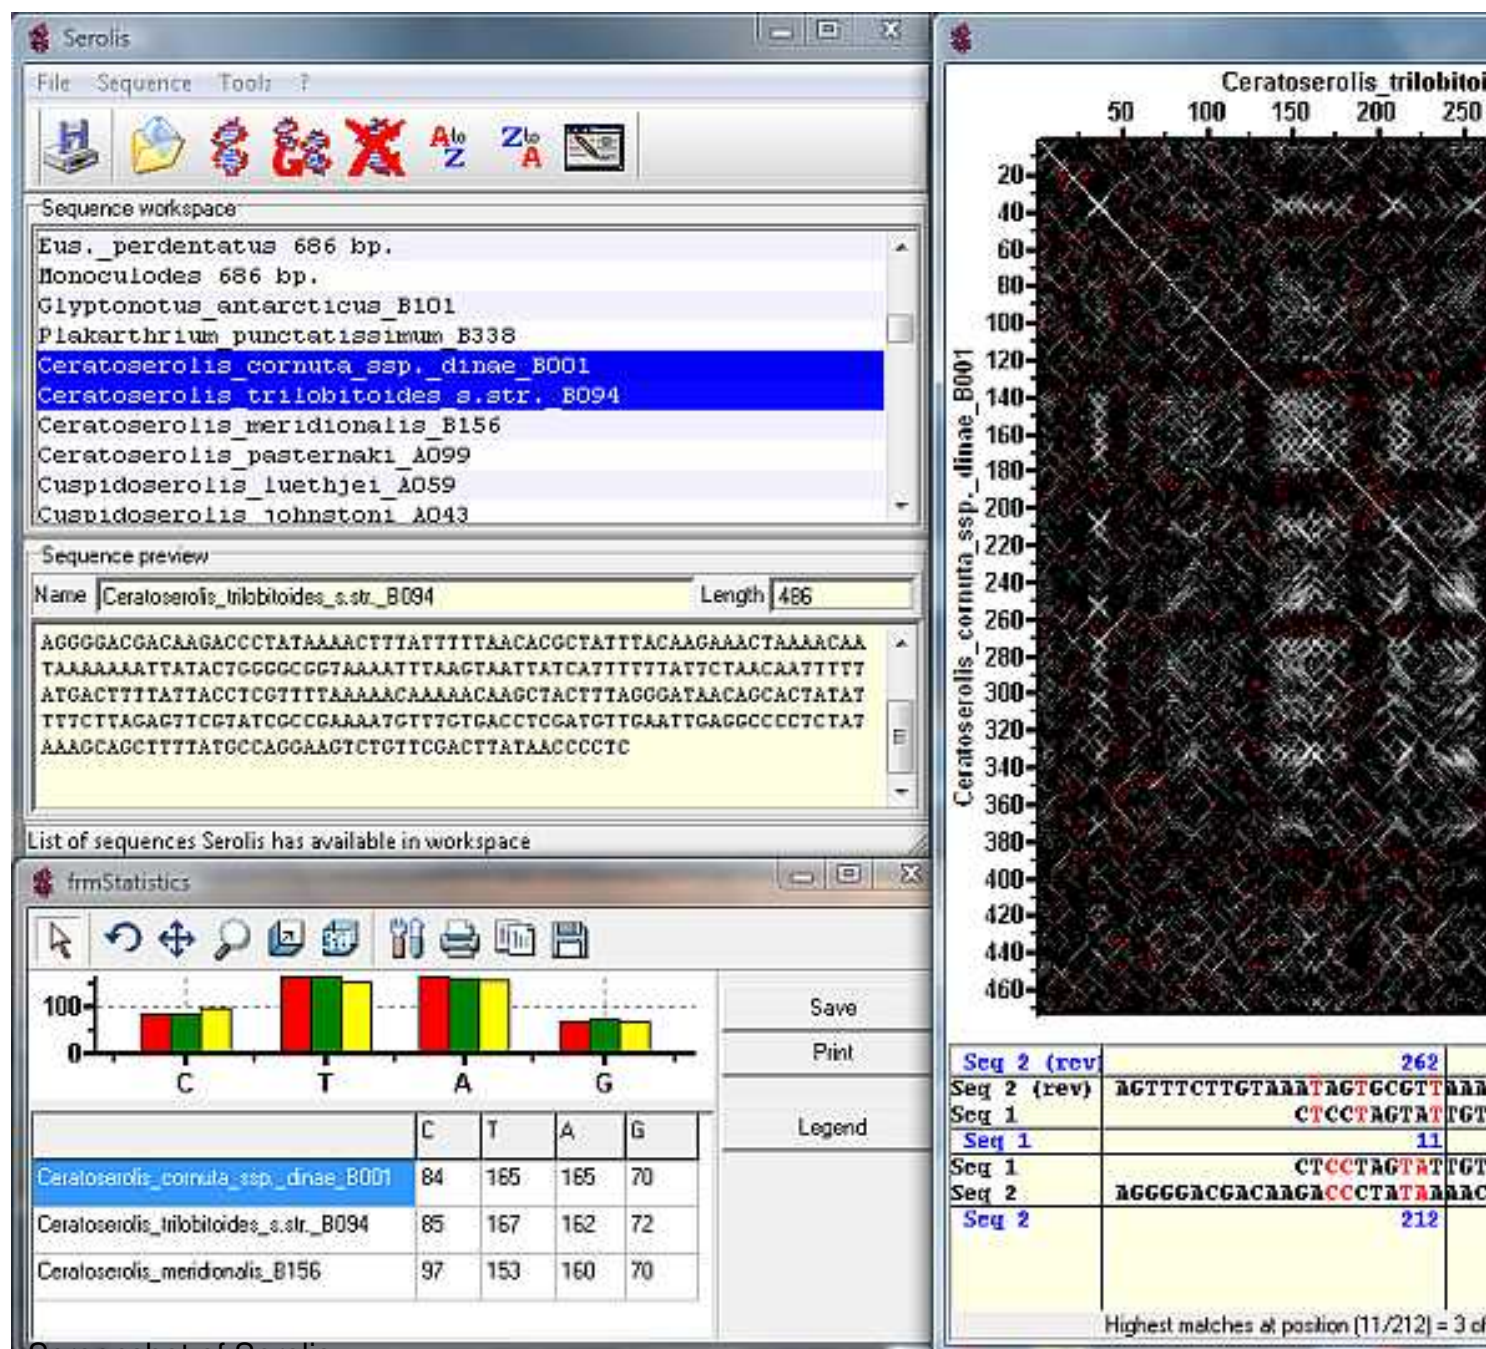 Serolis
File Sequence Tools ?
A to Z
Z to A
Sequence workspace
Eus._perdentatus 686 bp.
Monoculodes 686 bp.
Glyptonotus_antarcticus_B101
Plakarthrium_punctatissimum_B338
Ceratoserolis_cornuta_ssp._dinae_B001
Ceratoserolis_trilobitoides_s.str._B094
Ceratoserolis_meridionalis_B156
Ceratoserolis_pasternaki_A099
Cuspidoserolis_luethjei_A059
Cuspidoserolis_johnstoni_A043
Sequence preview
Name Ceratoserolis_trilobitoides_s.str._B094 Length 486
AGGGGACGACAAGACCCTATAAAACTTTATTTTTAACACGCTATTTACAAGAAACTAAAACAA
TAAAAAAATTATACTGGGGCGGTAAAATTTAAGTAATTATCATTTTTTATTCTAACAATTTTT
ATGACTTTTATTACCTCGTTTTAAAAACAAAAACAAGCTACTTTAGGGATAACAGCACTATAT
TTTCTTAGAGTTCGTATCGCCGAAAATGTTTGTGACCTCGATGTTGAATTGAGGCCCCTCTAT
AAAGCAGCTTTTATGCCAGGAAGTCTGTTCGACTTATAACCCCTC
List of sequences Serolis has available in workspace
frmStatistics
3d
100
0
C T A G
Save
Print
Legend
C T A G
Ceratoserolis_cornuta_ssp._dinae_B001 84 165 165 70
Ceratoserolis_trilobitoides_s.str._B094 85 167 162 72
Ceratoserolis_meridionalis_B156 97 153 160 70
Ceratoserolis_trilobitoi
50 100 150 200 250
Ceratoserolis_cornuta_ssp._dinae_B001
20
40
60
80
100
120
140
160
180
200
220
240
260
280
300
320
340
360
380
400
420
440
460
Seq 2 (rev) 262
Seq 2 (rev) AGTTTCTTGTAAATAGTGCGTTAAA
Seq 1 CTCCTAGTATTGT
Seq 1 11
Seq 1 CTCCTAGTATTGT
Seq 2 AGGGGACGACAAGACCCTATAAAAC
Seq 2 212
Highest matches at position (11/212) = 3 of